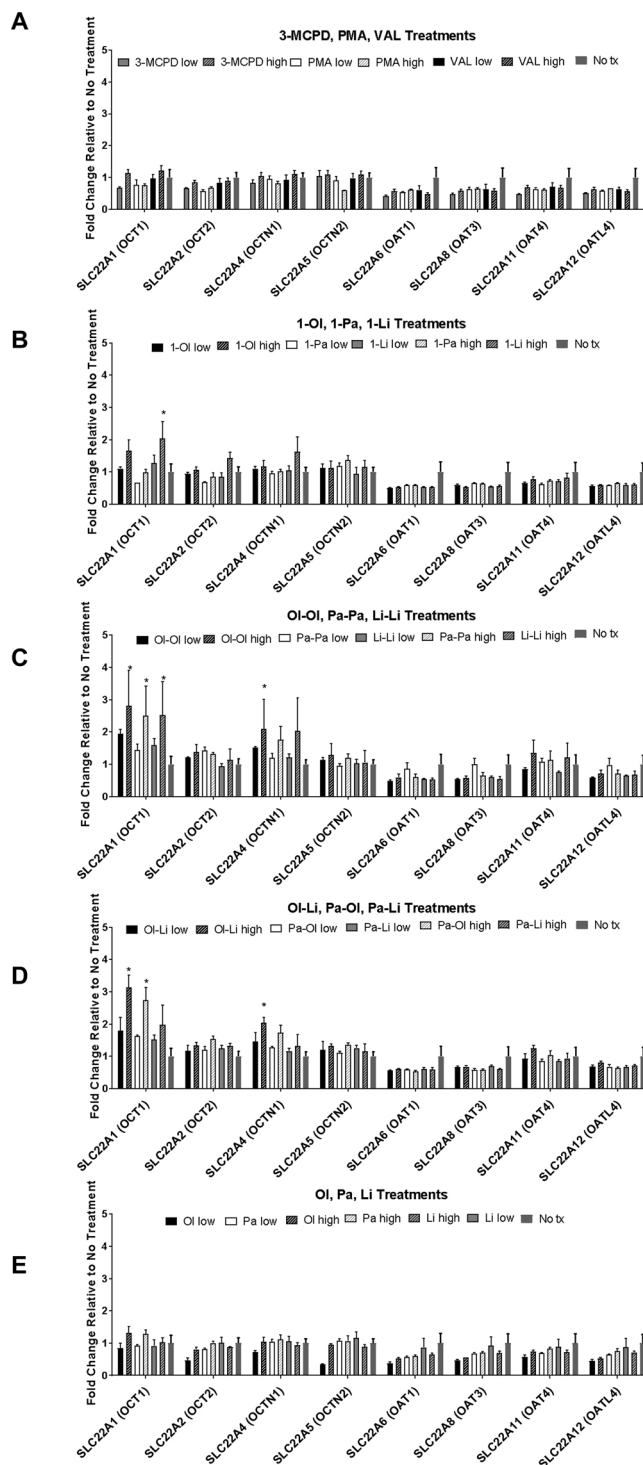 A
3-MCPD, PMA, VAL Treatments
3-MCPD low 3-MCPD high PMA low PMA high VAL low VAL high No tx
Fold Change Relative to No Treatment
5
4
3
2
1
0
SLC22A1 (OCT1)
SLC22A2 (OCT2)
SLC22A4 (OCTN1)
SLC22A5 (OCTN2)
SLC22A6 (OAT1)
SLC22A8 (OAT3)
SLC22A11 (OAT4)
SLC22A12 (OATL4)
B
1-Ol, 1-Pa, 1-Li Treatments
1-Ol low 1-Ol high 1-Pa low 1-Li low 1-Pa high 1-Li high No tx
Fold Change Relative to No Treatment
5
4
3
2
1
0
*
SLC22A1 (OCT1)
SLC22A2 (OCT2)
SLC22A4 (OCTN1)
SLC22A5 (OCTN2)
SLC22A6 (OAT1)
SLC22A8 (OAT3)
SLC22A11 (OAT4)
SLC22A12 (OATL4)
C
Ol-Ol, Pa-Pa, Li-Li Treatments
Ol-Ol low Ol-Ol high Pa-Pa low Li-Li low Pa-Pa high Li-Li high No tx
Fold Change Relative to No Treatment
5
4
3
2
1
0
* * * *
SLC22A1 (OCT1)
SLC22A2 (OCT2)
SLC22A4 (OCTN1)
SLC22A5 (OCTN2)
SLC22A6 (OAT1)
SLC22A8 (OAT3)
SLC22A11 (OAT4)
SLC22A12 (OATL4)
D
Ol-Li, Pa-Ol, Pa-Li Treatments
Ol-Li low Ol-Li high Pa-Ol low Pa-Li low Pa-Ol high Pa-Li high No tx
Fold Change Relative to No Treatment
5
4
3
2
1
0
* * *
SLC22A1 (OCT1)
SLC22A2 (OCT2)
SLC22A4 (OCTN1)
SLC22A5 (OCTN2)
SLC22A6 (OAT1)
SLC22A8 (OAT3)
SLC22A11 (OAT4)
SLC22A12 (OATL4)
E
Ol, Pa, Li Treatments
Ol low Pa low Ol high Pa high Li high Li low No tx
Fold Change Relative to No Treatment
5
4
3
2
1
0
SLC22A1 (OCT1)
SLC22A2 (OCT2)
SLC22A4 (OCTN1)
SLC22A5 (OCTN2)
SLC22A6 (OAT1)
SLC22A8 (OAT3)
SLC22A11 (OAT4)
SLC22A12 (OATL4)